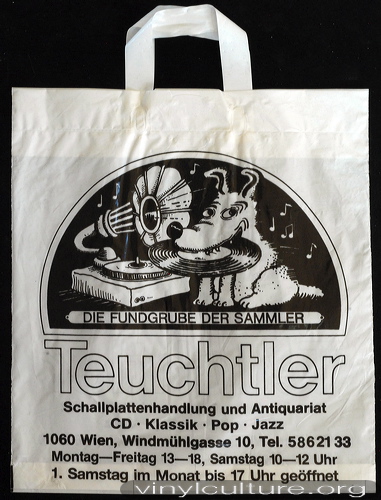 DIE FUNDGRUBE DER SAMMLER
Teuchtler
Schallplattenhandlung und Antiquariat
CD · Klassik · Pop · Jazz
1060 Wien, Windmühlgasse 10, Tel. 586 21 33
Montag—Freitag 13—18, Samstag 10—12 Uhr
1. Samstag im Monat bis 17 Uhr geöffnet
vinylculture.org